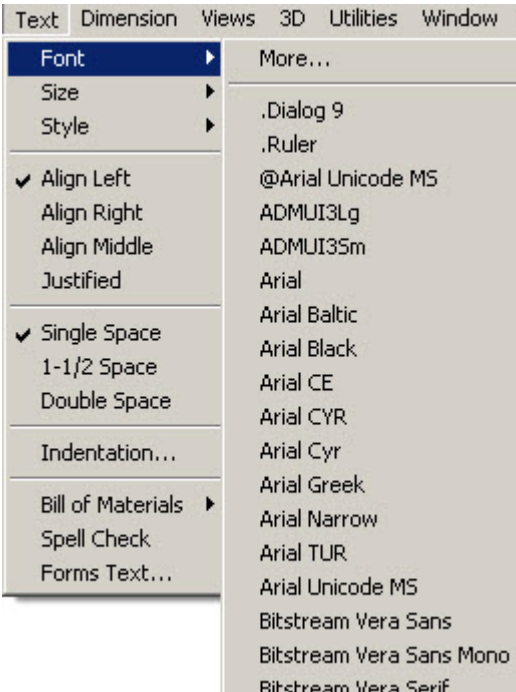 Text Dimension Views 3D Utilities Window
Font
Size
Style
Align Left
Align Right
Align Middle
Justified
Single Space
1-1/2 Space
Double Space
Indentation...
Bill of Materials
Spell Check
Forms Text...
More...
.Dialog 9
.Ruler
@Arial Unicode MS
ADMUI3Lg
ADMUI3Sm
Arial
Arial Baltic
Arial Black
Arial CE
Arial CYR
Arial Cyr
Arial Greek
Arial Narrow
Arial TUR
Arial Unicode MS
Bitstream Vera Sans
Bitstream Vera Sans Mono
Bitstream Vera Serif